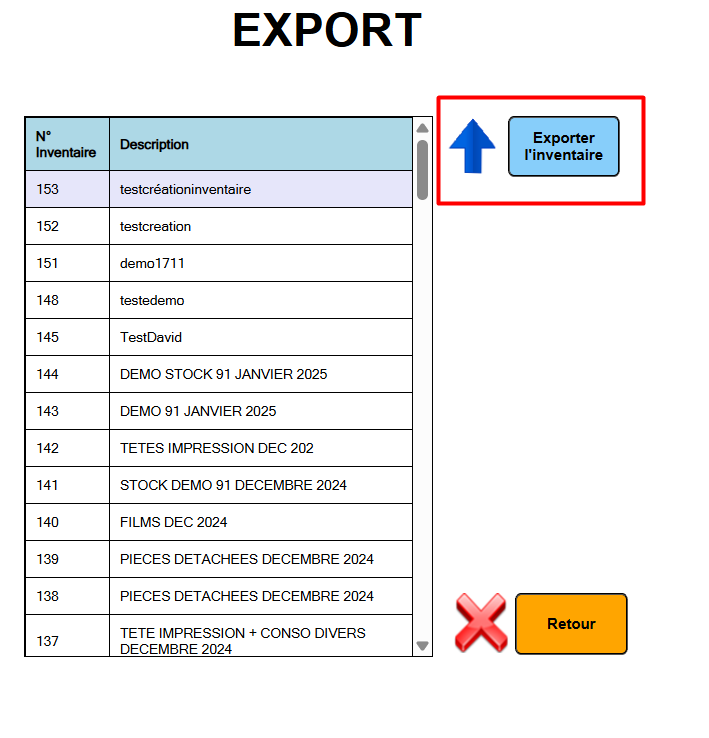 EXPORT
N°
Inventaire
Description
153 testcréationinventaire
152 testcreation
151 demo1711
148 testedemo
145 TestDavid
144 DEMO STOCK 91 JANVIER 2025
143 DEMO 91 JANVIER 2025
142 TETES IMPRESSION DEC 202
141 STOCK DEMO 91 DECEMBRE 2024
140 FILMS DEC 2024
139 PIECES DETACHEES DECEMBRE 2024
138 PIECES DETACHEES DECEMBRE 2024
137 TETE IMPRESSION + CONSO DIVERS
DECEMBRE 2024
Exporter
l'inventaire
Retour